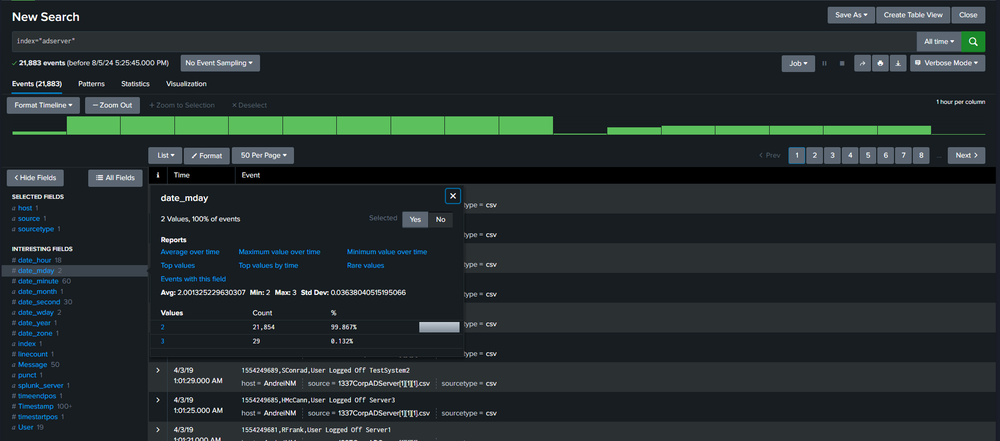 New Search
Save As
Create Table View
Close
index="adserver"
All time
21,883 events (before 8/5/24 5:25:45.000 PM)
No Event Sampling
Job
Verbose Mode
Events (21,883)
Patterns
Statistics
Visualization
Format Timeline
— Zoom Out
+ Zoom to Selection
× Deselect
1 hour per column
List
Format
50 Per Page
< Prev
1
2
3
4
5
6
7
8
...
Next >
< Hide Fields
All Fields
i
Time
Event
SELECTED FIELDS
a host 1
a source 1
a sourcetype 1
INTERESTING FIELDS
# date_hour 18
# date_mday 2
# date_minute 60
a date_month 1
# date_second 30
a date_wday 2
# date_year 1
# date_zone 1
a index 1
# linecount 1
a Message 50
a punct 1
a splunk_server 1
# timeendpos 1
# Timestamp 100+
# timestartpos 1
a User 19
date_mday
2 Values, 100% of events
Selected
Yes
No
Reports
Average over time
Maximum value over time
Minimum value over time
Top values
Top values by time
Rare values
Events with this field
Avg: 2.001325229630307 Min: 2 Max: 3 Std Dev: 0.03638040515195066
Values
Count
%
2
21,854
99.867%
3
29
0.132%
ype = csv
ype = csv
ype = csv
ype = csv
ype = csv
ype = csv
4/3/19
1:01:29.000 AM
1554249689,SConrad,User Logged Off TestSystem2
host = AndreiNM
source = 1337CorpADServer[1][1][1].csv
sourcetype = csv
4/3/19
1:01:25.000 AM
1554249685,HMcCann,User Logged Off Server3
host = AndreiNM
source = 1337CorpADServer[1][1][1].csv
sourcetype = csv
4/3/19
1:01:21.000 AM
1554249681,RFrank,User Logged Off Server1